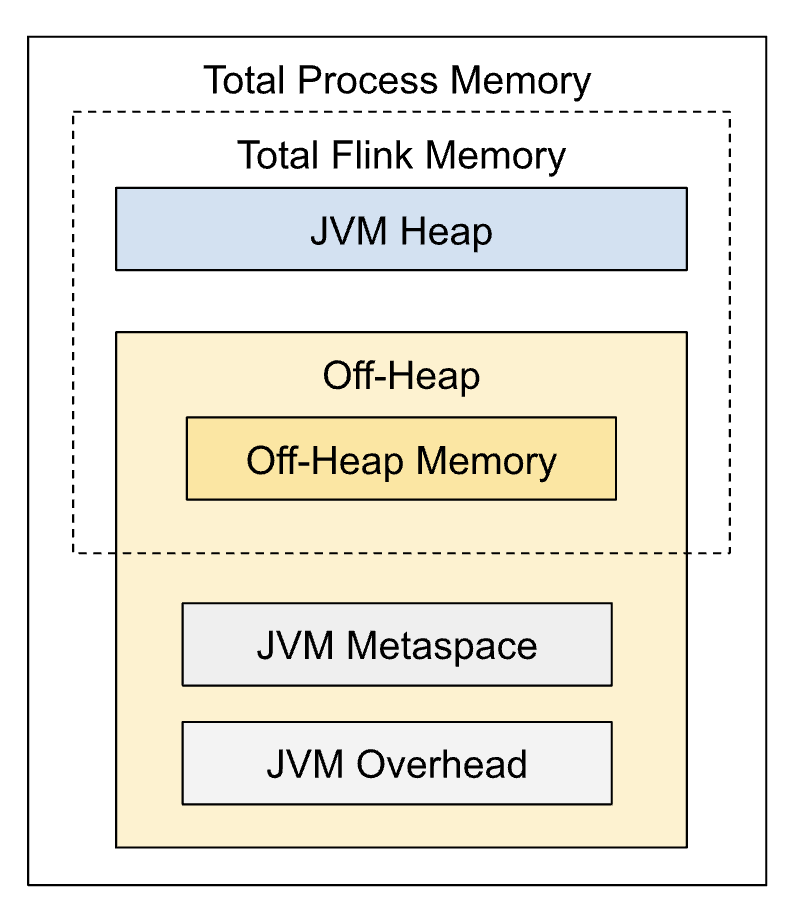 Total Process Memory
Total Flink Memory
JVM Heap
Off-Heap
Off-Heap Memory
JVM Metaspace
JVM Overhead